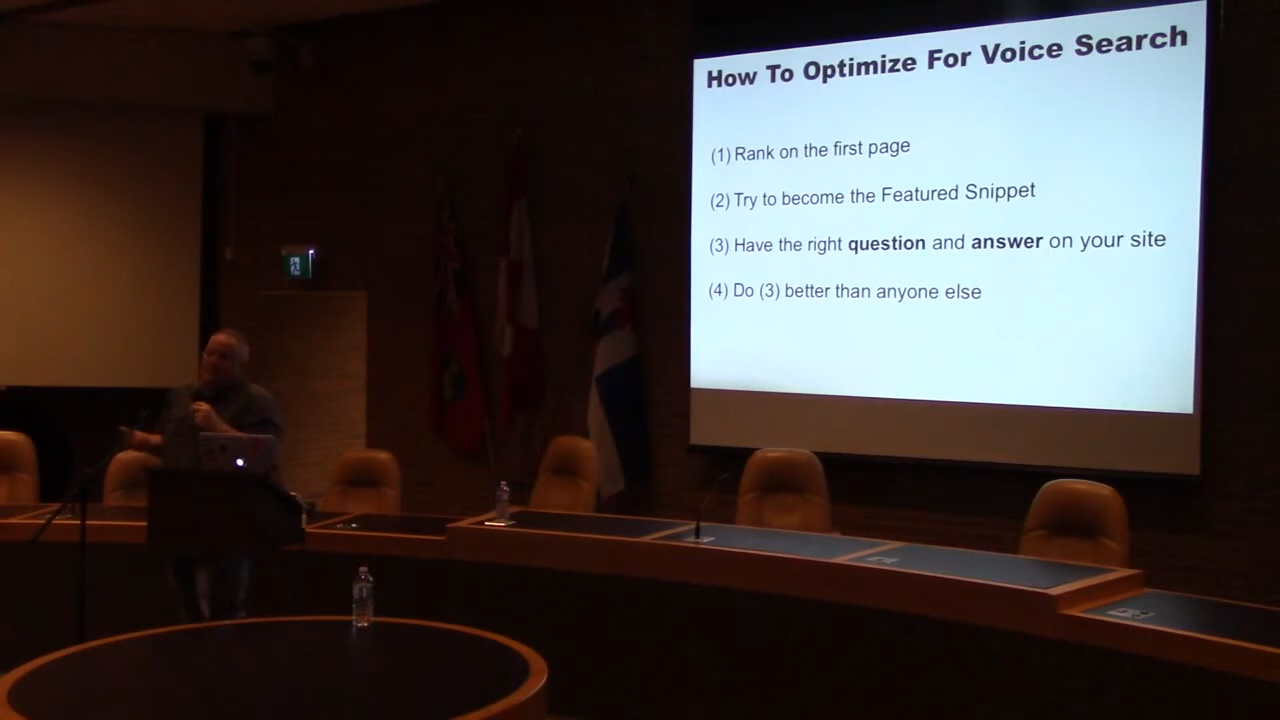 How To Optimize For Voice Search
(1) Rank on the first page
(2) Try to become the Featured Snippet
(3) Have the right question and answer on your site
(4) Do (3) better than anyone else